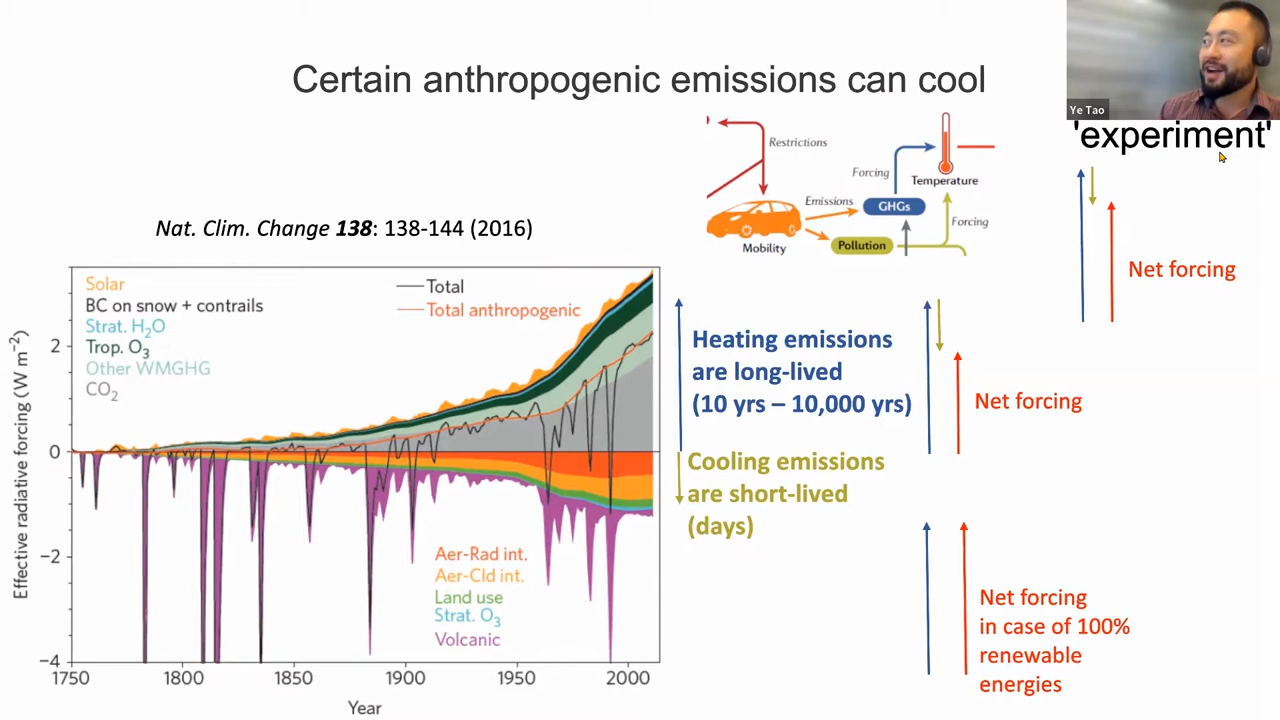 Certain anthropogenic emissions can cool
Ye Tao
'experiment'
Restrictions
Forcing
Temperature
Emissions
GHGs
Forcing
Mobility
Pollution
Nat. Clim. Change 138: 138-144 (2016)
Net forcing
Solar
BC on snow + contrails
Strat. H2O
Trop. O3
Other WMGHG
CO2
Total
Total anthropogenic
Effective radiative forcing (W m−2)
2
0
−2
−4
Aer-Rad int.
Aer-Cld int.
Land use
Strat. O3
Volcanic
1750
1800
1850
1900
1950
2000
Year
Heating emissions
are long-lived
(10 yrs – 10,000 yrs)
Cooling emissions
are short-lived
(days)
Net forcing
Net forcing
in case of 100%
renewable
energies